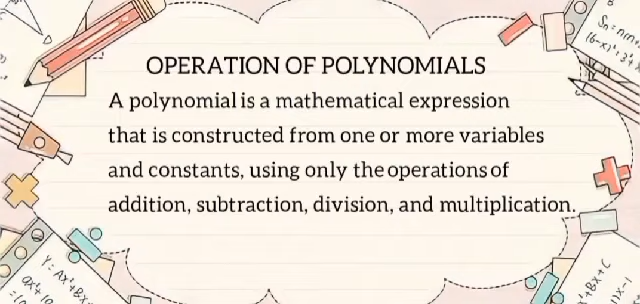 OPERATION OF POLYNOMIALS
A polynomial is a mathematical expression
that is constructed from one or more variables
and constants, using only the operations of
addition, subtraction, division, and multiplication.